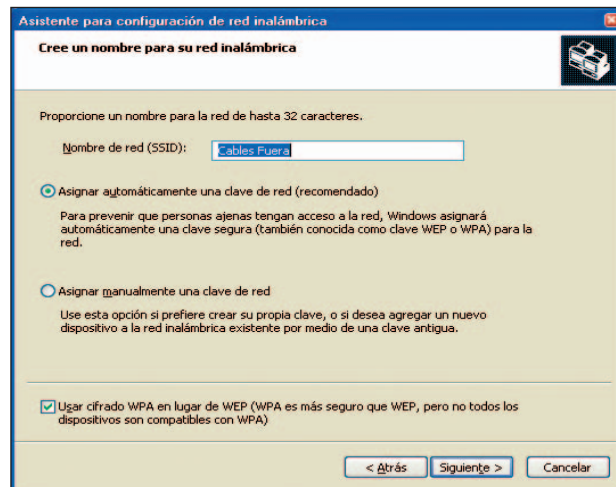 Asistente para configuración de red inalámbrica
Cree un nombre para su red inalámbrica
Proporcione un nombre para la red de hasta 32 caracteres.
Nombre de red (SSID):
Cables Fuera
Asignar automáticamente una clave de red (recomendado)
Para prevenir que personas ajenas tengan acceso a la red, Windows asignará
automáticamente una clave segura (también conocida como clave WEP o WPA) para la
red.
Asignar manualmente una clave de red
Use esta opción si prefiere crear su propia clave, o si desea agregar un nuevo
dispositivo a la red inalámbrica existente por medio de una clave antigua.
Usar cifrado WPA en lugar de WEP (WPA es más seguro que WEP, pero no todos los
dispositivos son compatibles con WPA)
< Atrás
Siguiente >
Cancelar